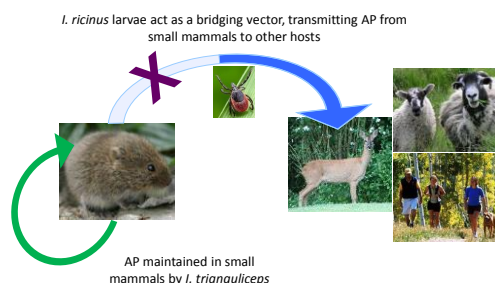 I. ricinus larvae act as a bridging vector, transmitting AP from
small mammals to other hosts
AP maintained in small
mammals by I. trianguliceps